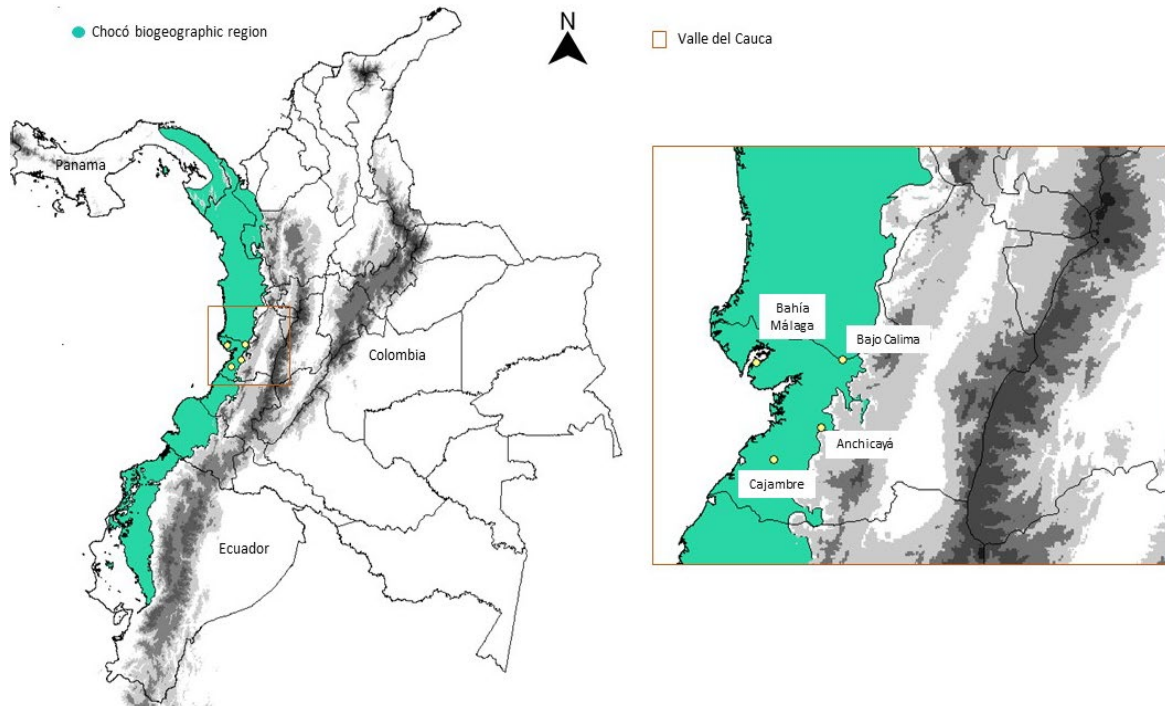 Chocó biogeographic region
N
Valle del Cauca
Panama
Colombia
Ecuador
Bahía
Málaga
Bajo Calima
Anchicayá
Cajambre